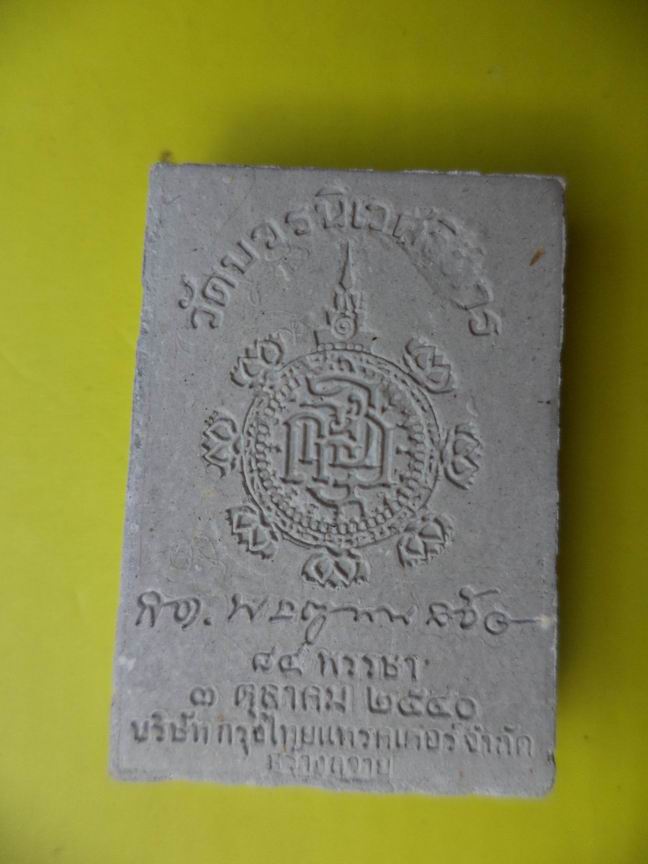 วัดบวรนิเวศวิหาร
๘๔ พรรษา
๓ ตุลาคม ๒๕๔๐
บริษัท กรุงไทยแทรคเตอร์ จำกัด
สร้างถวาย